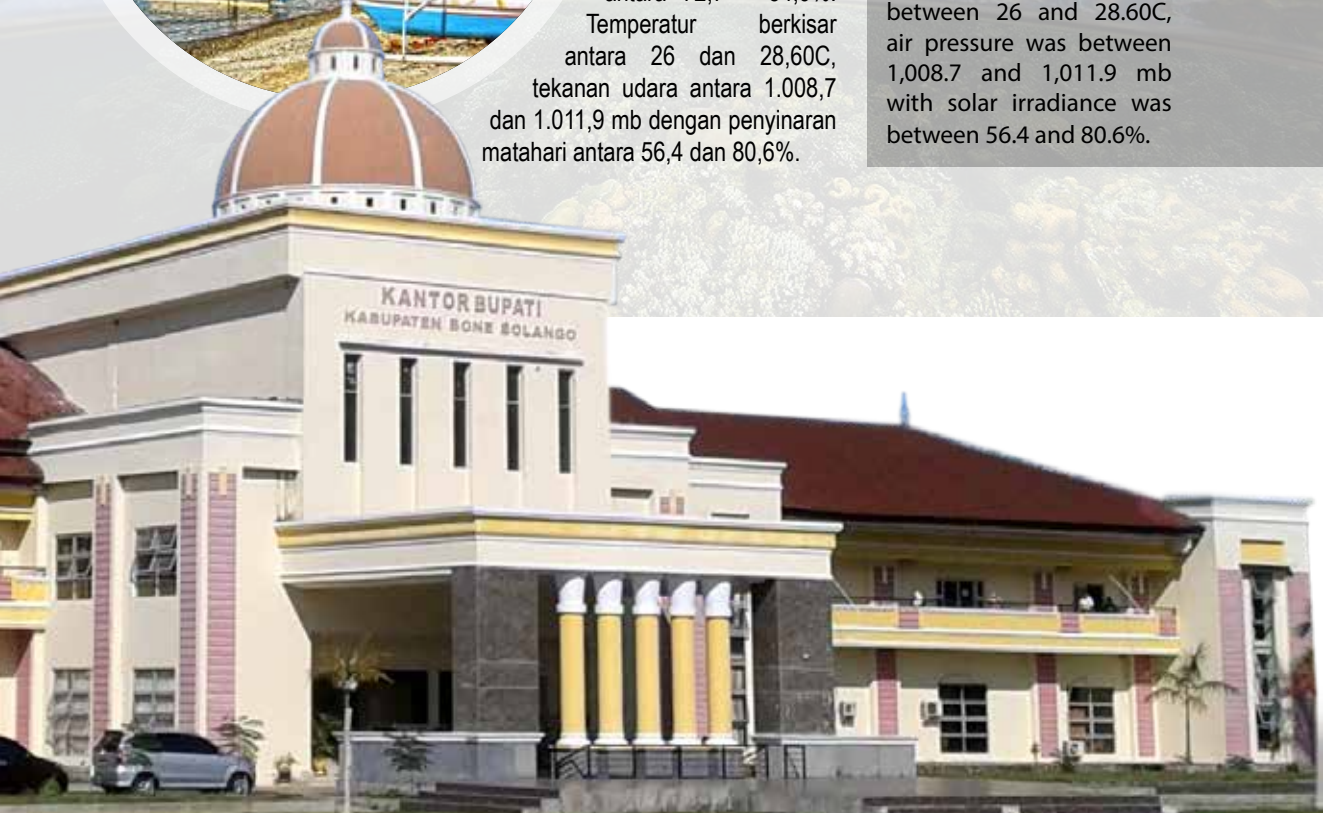 Temperatur berkisar
antara 26 dan 28,60C,
tekanan udara antara 1.008,7
dan 1.011,9 mb dengan penyinaran
matahari antara 56,4 dan 80,6%.
between 26 and 28.60C,
air pressure was between
1,008.7 and 1,011.9 mb
with solar irradiance was
between 56.4 and 80.6%.
KANTOR BUPATI
KABUPATEN BONE BOLANGO